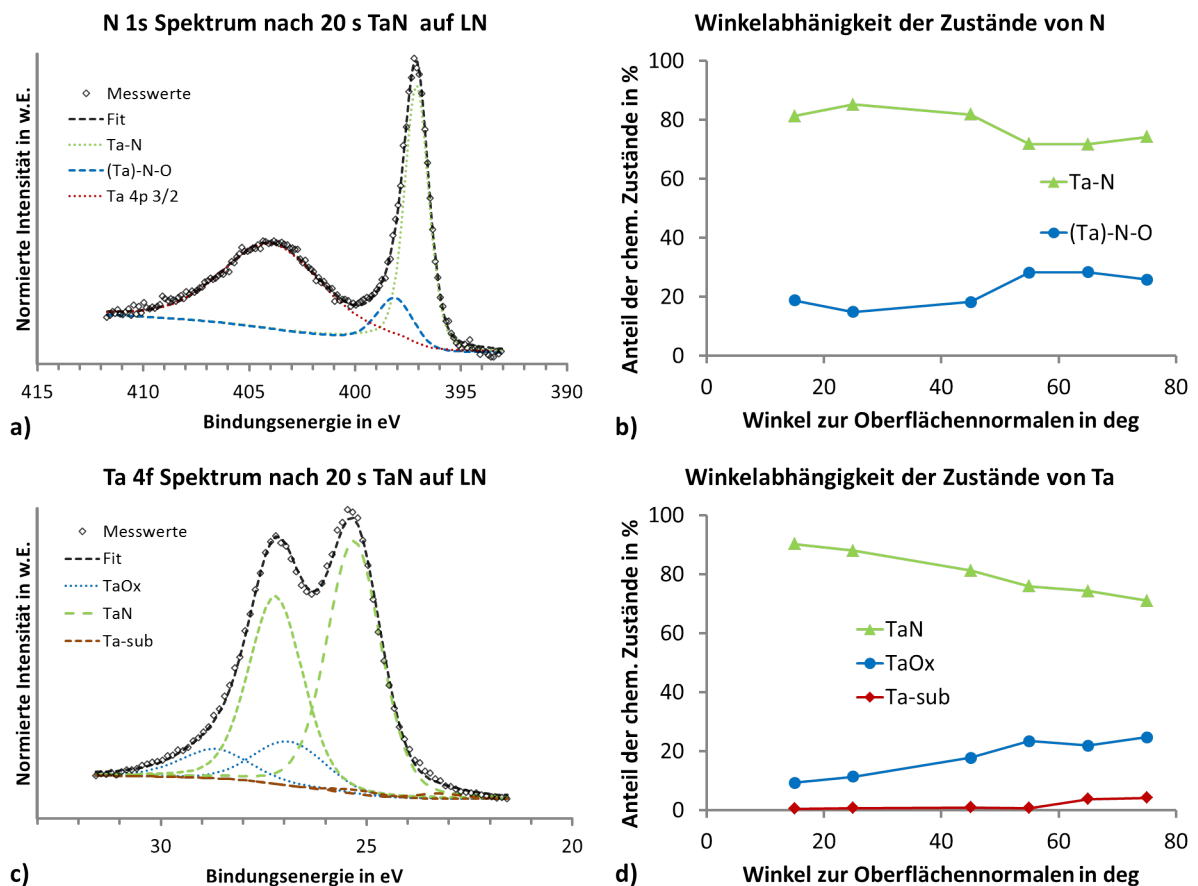 N 1s Spektrum nach 20 s TaN auf LN
Normierte Intensität in w.E.
Messwerte
Fit
Ta-N
(Ta)-N-O
Ta 4p 3/2
415 410 405 400 395 390
Bindungsenergie in eV
a)
Winkelabhänigkeit der Zustände von N
Anteil der chem. Zustände in %
100
80
60
40
20
0
Ta-N
(Ta)-N-O
0 20 40 60 80
Winkel zur Oberflächennormalen in deg
b)
Ta 4f Spektrum nach 20 s TaN auf LN
Normierte Intensität in w.E.
Messwerte
Fit
TaOx
TaN
Ta-sub
30 25 20
Bindungsenergie in eV
c)
Winkelabhängigkeit der Zustände von Ta
Anteil der chem. Zustände in %
100
80
60
40
20
0
TaN
TaOx
Ta-sub
0 20 40 60 80
Winkel zur Oberflächennormalen in deg
d)